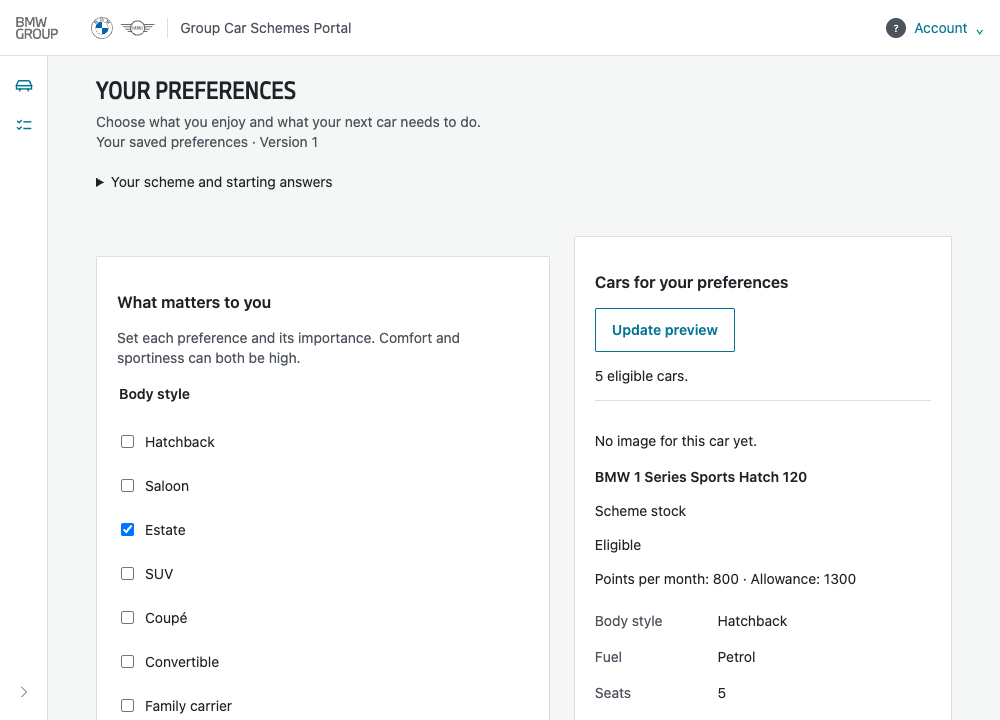 BMW
GROUP
Group Car Schemes Portal
?
Account
YOUR PREFERENCES
Choose what you enjoy and what your next car needs to do.
Your saved preferences · Version 1
Your scheme and starting answers
What matters to you
Set each preference and its importance. Comfort and
sportiness can both be high.
Body style
Hatchback
Saloon
Estate
SUV
Coupé
Convertible
Family carrier
Cars for your preferences
Update preview
5 eligible cars.
No image for this car yet.
BMW 1 Series Sports Hatch 120
Scheme stock
Eligible
Points per month: 800 · Allowance: 1300
Body style Hatchback
Fuel Petrol
Seats 5